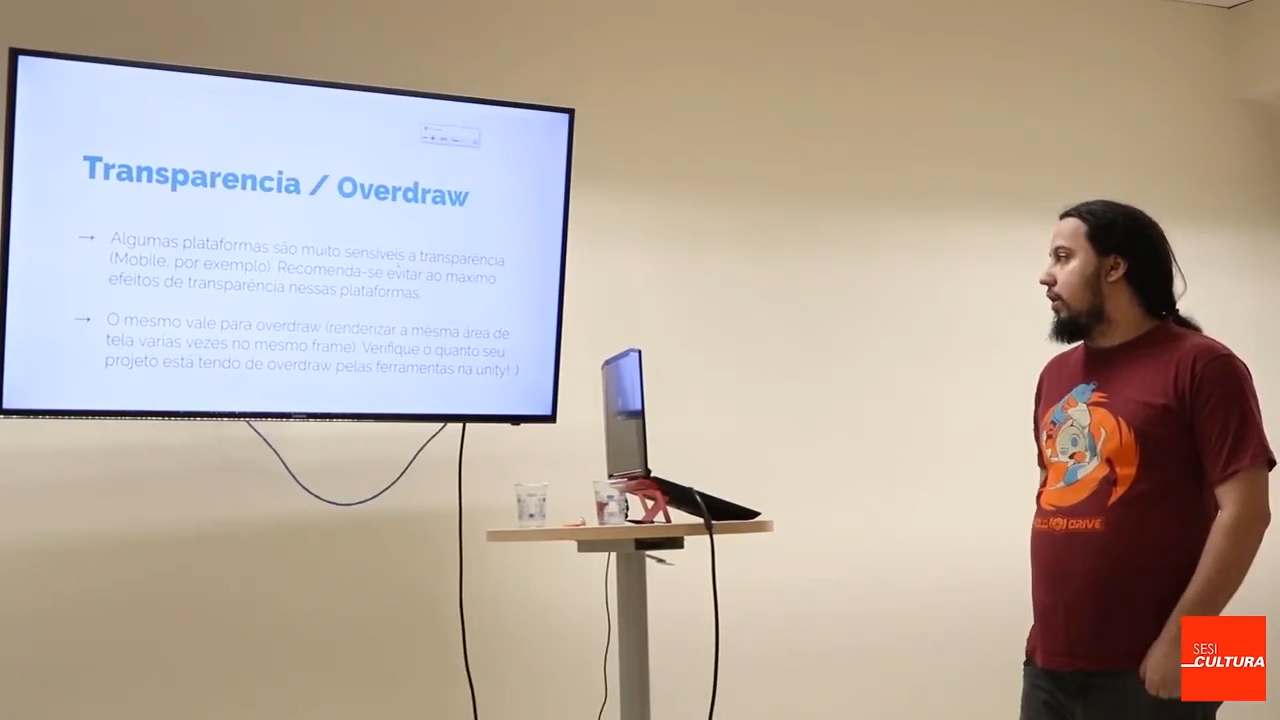 Transparencia / Overdraw
→ Algumas plataformas são muito sensíveis a transparência
(Mobile, por exemplo). Recomenda-se evitar ao maximo
efeitos de transparência nessas plataformas.
→ O mesmo vale para overdraw (renderizar a mesma área de
tela varias vezes no mesmo frame). Verifique o quanto seu
projeto está tendo de overdraw pelas ferramentas na unity! :)
DRIVE
SESI
CULTURA